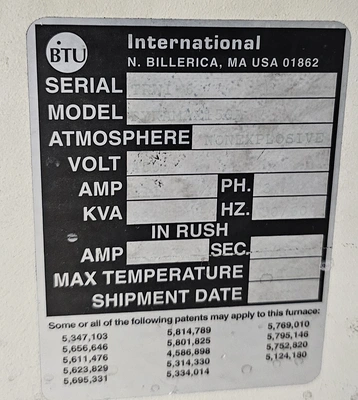 BTU International
N. BILLERICA, MA USA 01862
SERIAL
MODEL
ATMOSPHERE NONEXPLOSIVE
VOLT
AMP PH.
KVA HZ.
IN RUSH
AMP SEC.
MAX TEMPERATURE
SHIPMENT DATE
Some or all of the following patents may apply to this furnace:
5,347,103 5,814,789 5,769,010
5,656,646 5,801,825 5,795,146
5,611,476 4,586,898 5,752,820
5,623,829 5,314,330 5,124,180
5,695,331 5,334,014